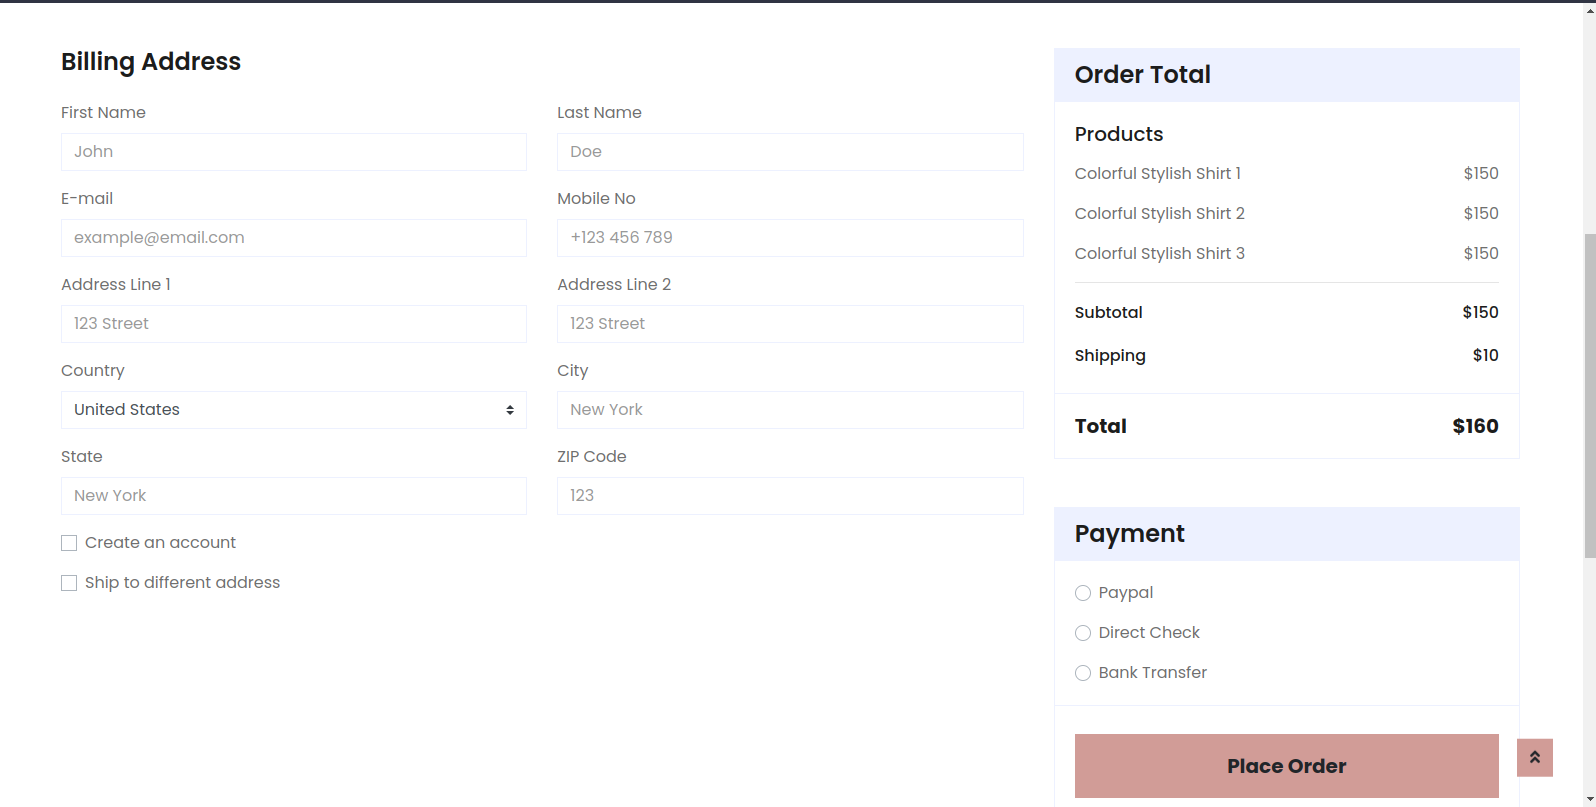 Billing Address
First Name
Last Name
John
Doe
E-mail
Mobile No
example@email.com
+123 456 789
Address Line 1
Address Line 2
123 Street
123 Street
Country
City
United States
New York
State
ZIP Code
New York
123
Create an account
Ship to different address
Order Total
Products
Colorful Stylish Shirt 1 $150
Colorful Stylish Shirt 2 $150
Colorful Stylish Shirt 3 $150
Subtotal $150
Shipping $10
Total $160
Payment
Paypal
Direct Check
Bank Transfer
Place Order